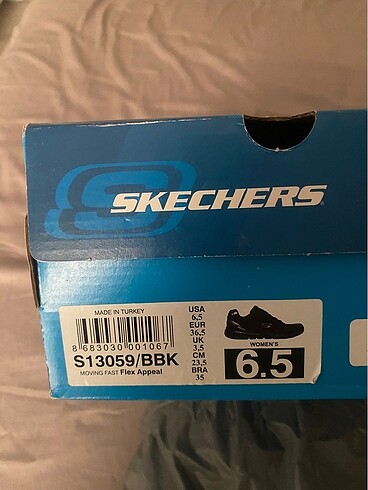 SKECHERS
MADE IN TURKEY
8 683030 001067
S13059/BBK
MOVING FAST Flex Appeal
USA
6,5
EUR
36,5
UK
3,5
CM
23,5
BRA
35
WOMEN'S
6.5